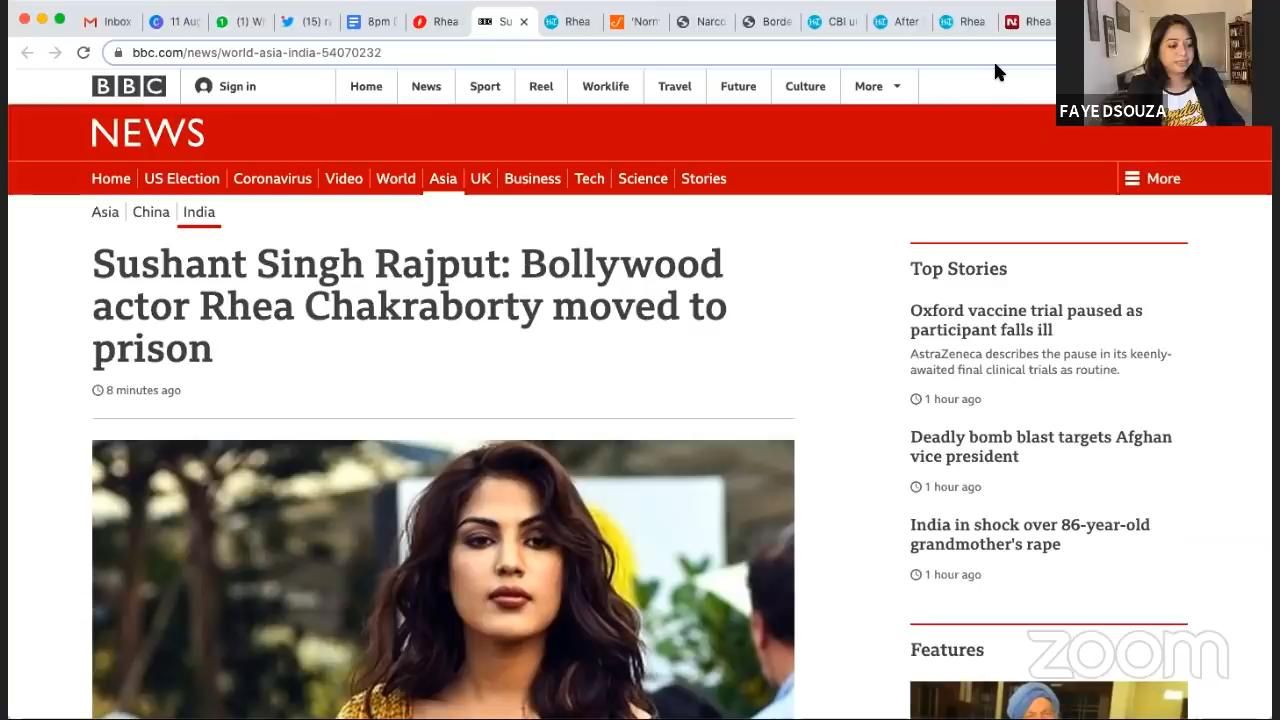 Inbox
11 Aug
(1) W
(15) r
8pm
Rhea
Su
Rhea
'Norr
Narco
Borde
CBI u
After
Rhea
Rhea
bbc.com/news/world-asia-india-54070232
BBC
Sign in
Home
News
Sport
Reel
Worklife
Travel
Future
Culture
More
FAYE DSOUZA
NEWS
Home
US Election
Coronavirus
Video
World
Asia
UK
Business
Tech
Science
Stories
More
Asia
China
India
Sushant Singh Rajput: Bollywood
actor Rhea Chakraborty moved to
prison
8 minutes ago
Top Stories
Oxford vaccine trial paused as
participant falls ill
AstraZeneca describes the pause in its keenly-
awaited final clinical trials as routine.
1 hour ago
Deadly bomb blast targets Afghan
vice president
1 hour ago
India in shock over 86-year-old
grandmother's rape
1 hour ago
Features
zoom